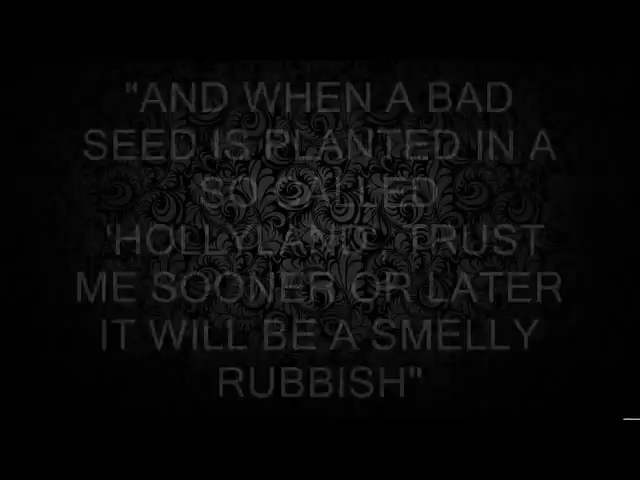 "AND WHEN A BAD
SEED IS PLANTED IN A
SO CALLED
'HOLLYLAND', TRUST
ME SOONER OR LATER
IT WILL BE A SMELLY
RUBBISH"